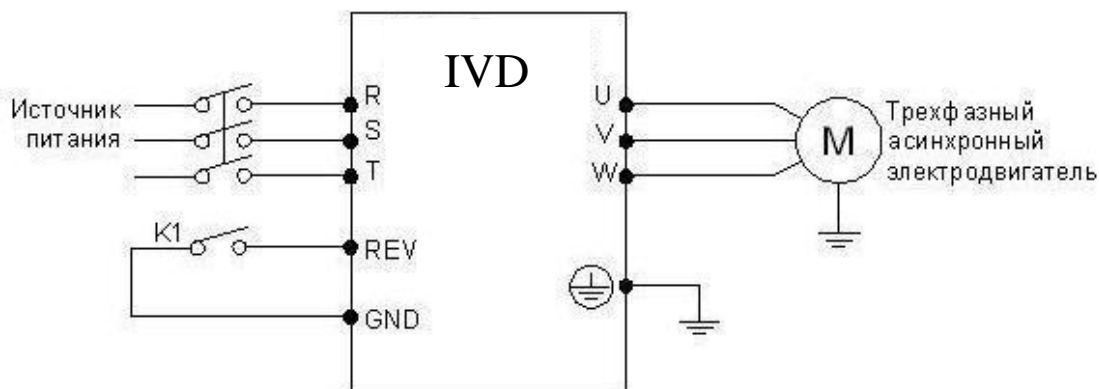 IVD
Источник
питания
R
S
T
K1
REV
GND
U
V
W
M
Трехфазный
асинхронный
электродвигатель